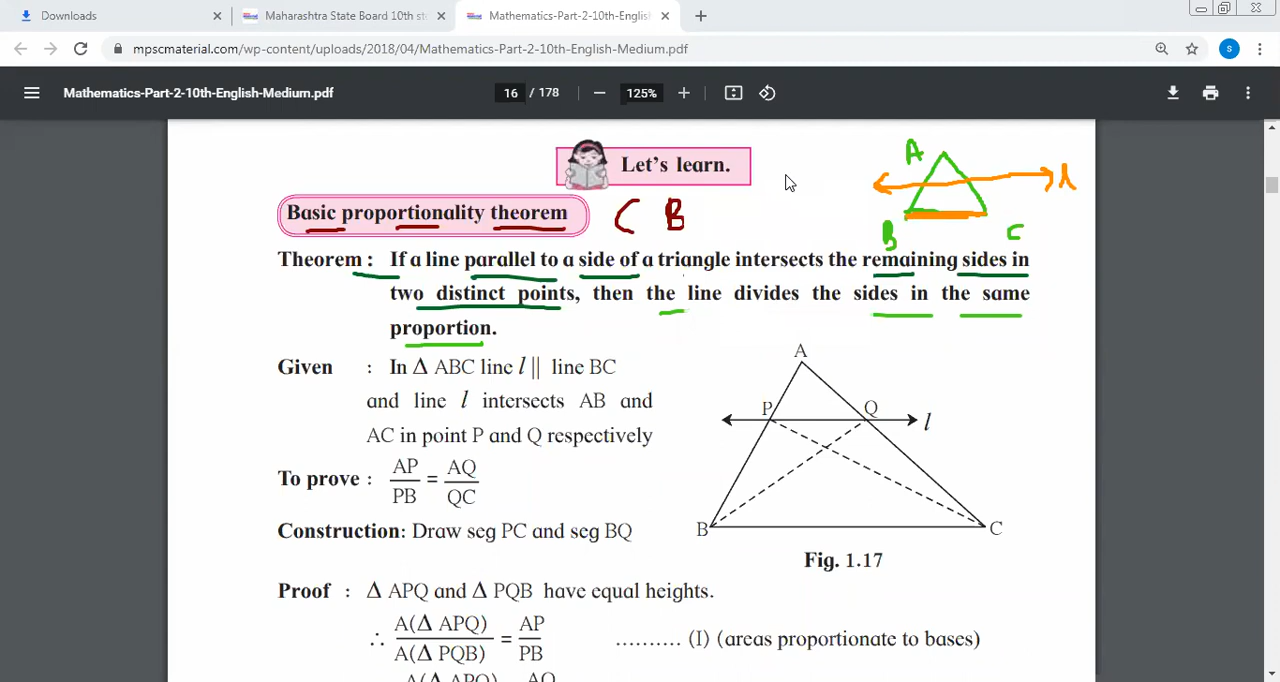 Downloads
Maharashtra State Board 10th st
Mathematics-Part-2-10th-English-
mpscmaterial.com/wp-content/uploads/2018/04/Mathematics-Part-2-10th-English-Medium.pdf
S
Mathematics-Part-2-10th-English-Medium.pdf
16 / 178
125%
Let's learn.
A
l
B
C
Basic proportionality theorem
C B
Theorem : If a line parallel to a side of a triangle intersects the remaining sides in
two distinct points, then the line divides the sides in the same
proportion.
Given : In Δ ABC line l || line BC
and line l intersects AB and
AC in point P and Q respectively
To prove : AP/PB = AQ/QC
Construction: Draw seg PC and seg BQ
A
P
Q
l
B
C
Fig. 1.17
Proof : Δ APQ and Δ PQB have equal heights.
∴ A(Δ APQ)/A(Δ PQB) = AP/PB .......... (I) (areas proportionate to bases)